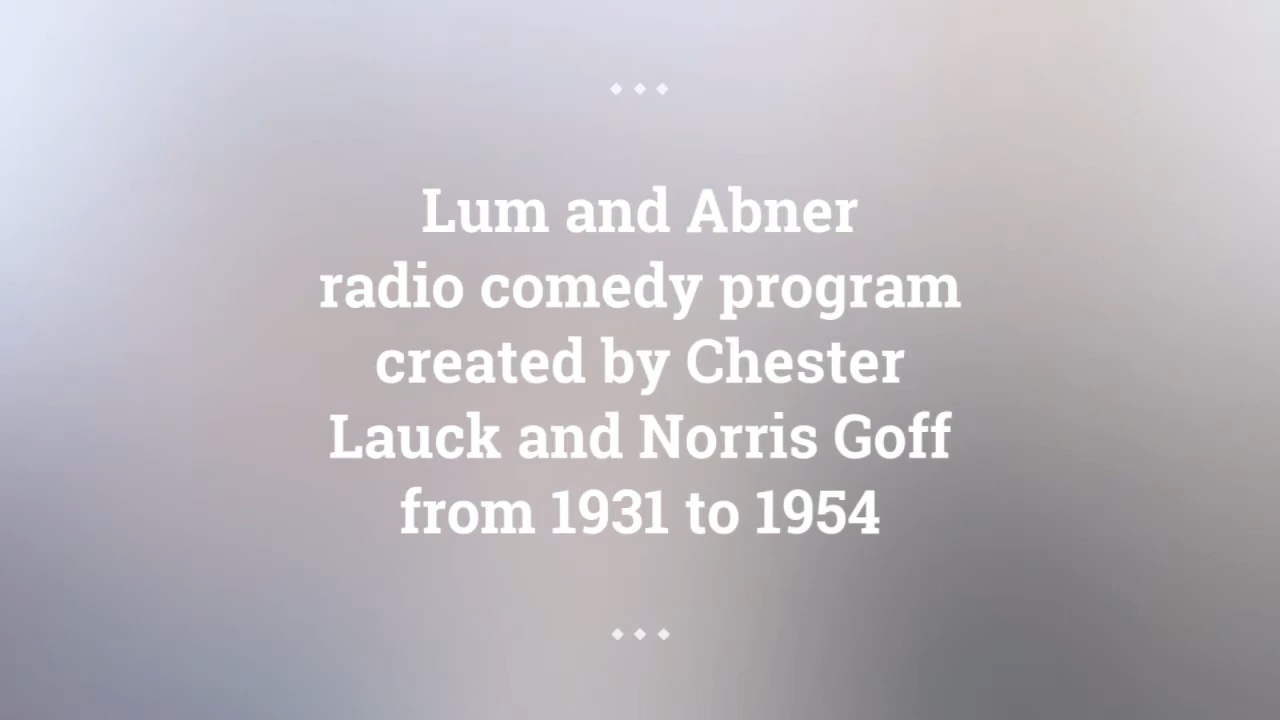 Lum and Abner
radio comedy program
created by Chester
Lauck and Norris Goff
from 1931 to 1954